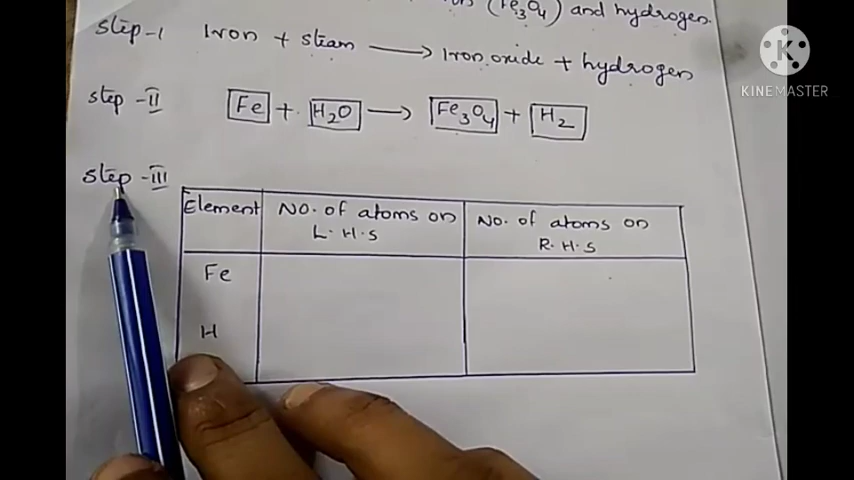 (Fe3O4) and hydrogen.
Step-I Iron + steam ⟶ Iron oxide + hydrogen
step -II Fe + H2O ⟶ Fe3O4 + H2
Step -III
Element No. of atoms on L.H.S No. of atoms on R.H.S
Fe
H
K
KINEMASTER